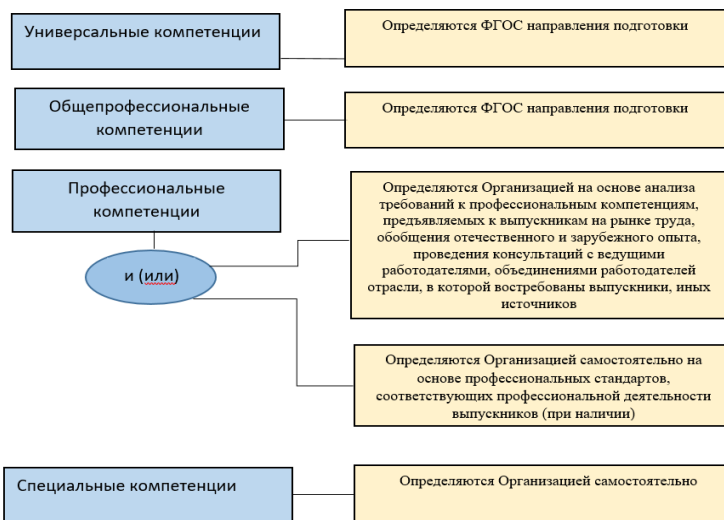 Универсальные компетенции
Определяются ФГОС направления подготовки
Общепрофессиональные
компетенции
Определяются ФГОС направления подготовки
Профессиональные
компетенции
и (или)
Определяются Организацией на основе анализа
требований к профессиональным компетенциям,
предъявляемых к выпускникам на рынке труда,
обобщения отечественного и зарубежного опыта,
проведения консультаций с ведущими
работодателями, объединениями работодателей
отрасли, в которой востребованы выпускники, иных
источников
Определяются Организацией самостоятельно на
основе профессиональных стандартов,
соответствующих профессиональной деятельности
выпускников (при наличии)
Специальные компетенции
Определяются Организацией самостоятельно